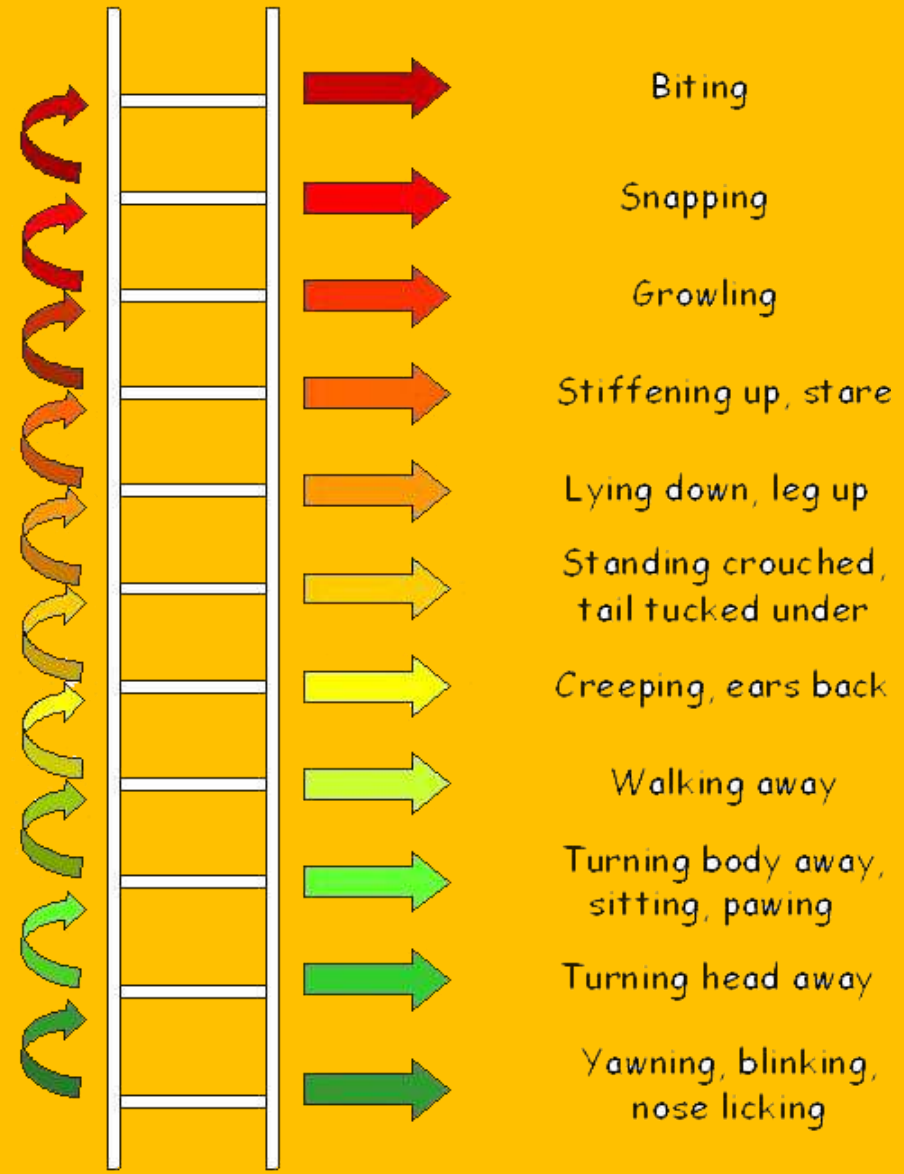 Biting
Snapping
Growling
Stiffening up, stare
Lying down, leg up
Standing crouched,
tail tucked under
Creeping, ears back
Walking away
Turning body away,
sitting, pawing
Turning head away
Yawning, blinking,
nose licking